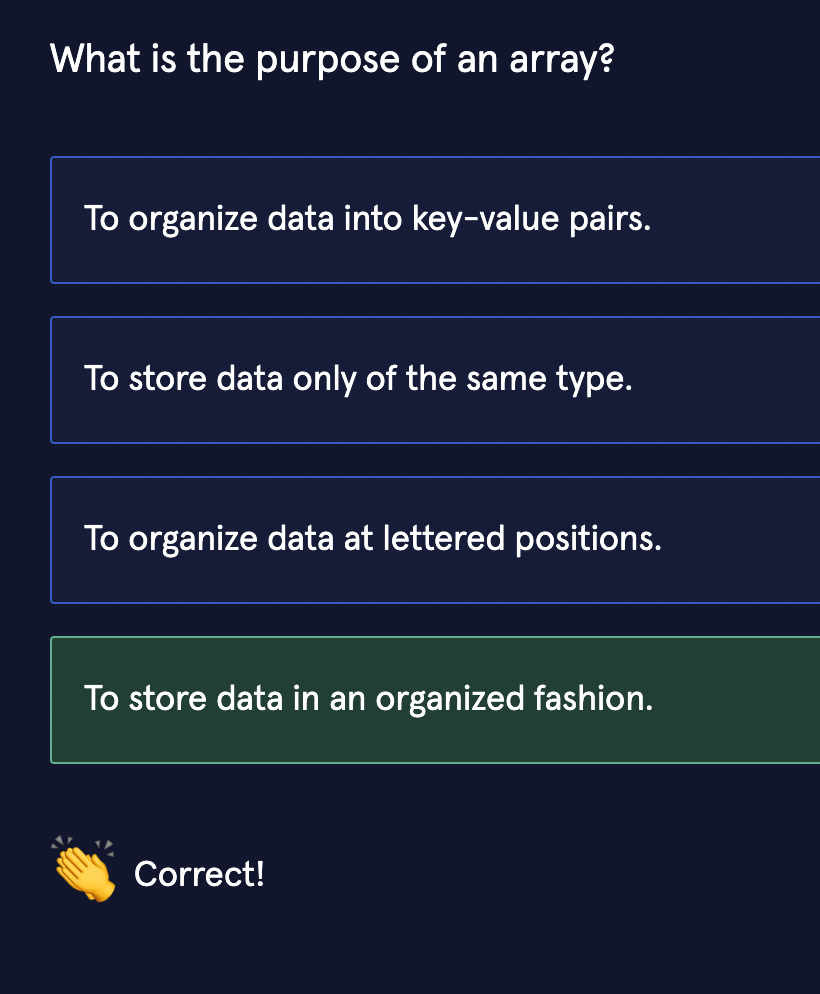 What is the purpose of an array?
To organize data into key-value pairs.
To store data only of the same type.
To organize data at lettered positions.
To store data in an organized fashion.
Correct!